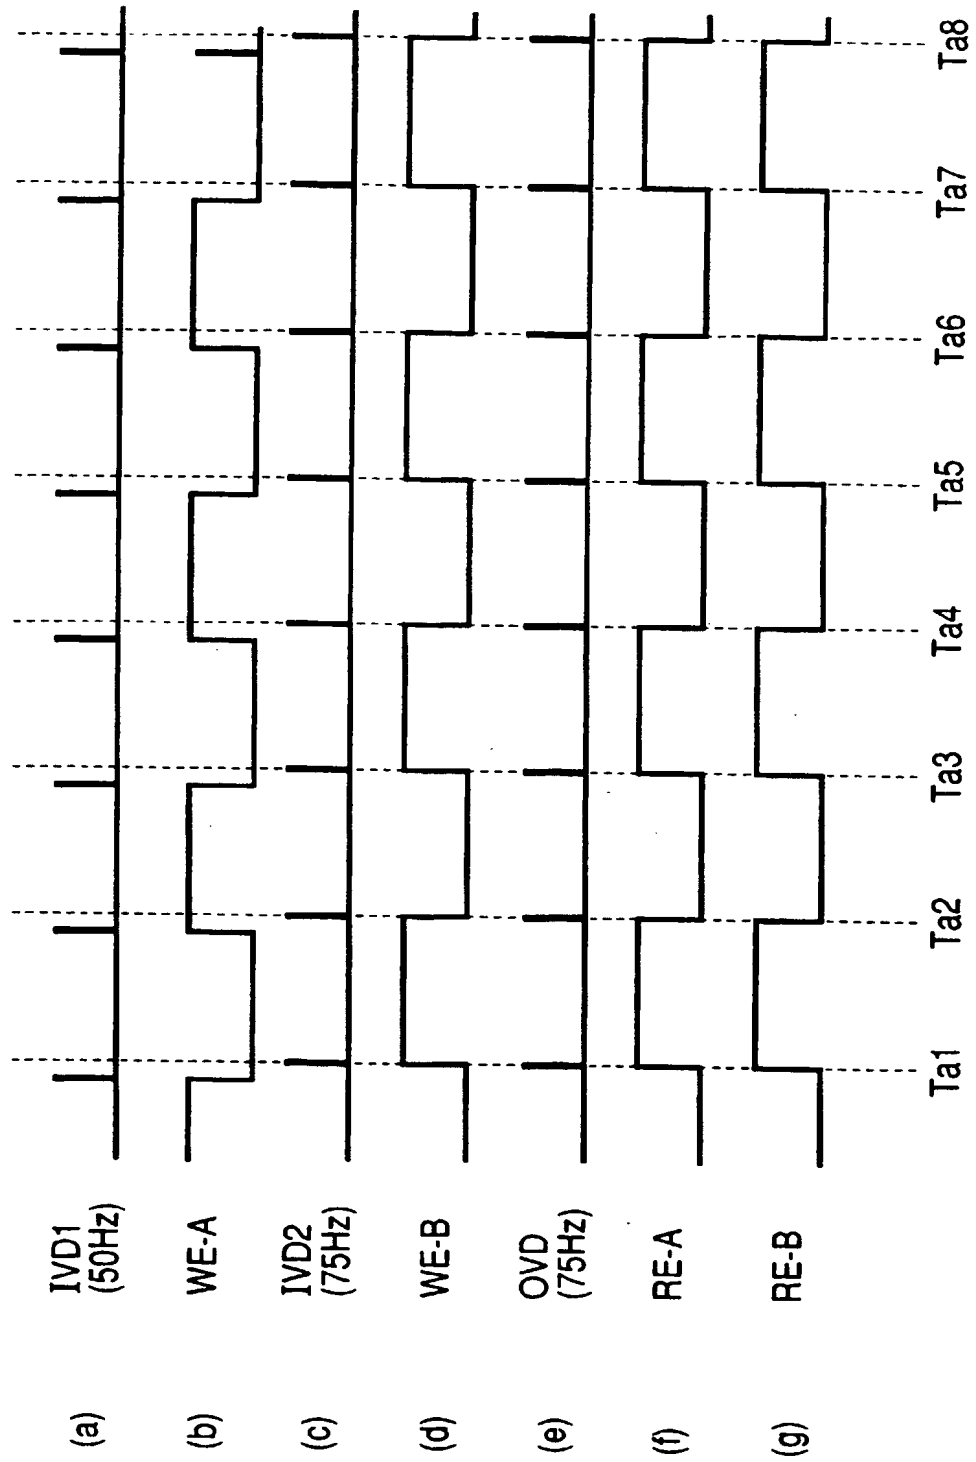 (a) IVD1
(50Hz)
(b) WE-A
(c) IVD2
(75Hz)
(d) WE-B
(e) OVD
(75Hz)
(f) RE-A
(g) RE-B
Ta1 Ta2 Ta3 Ta4 Ta5 Ta6 Ta7 Ta8